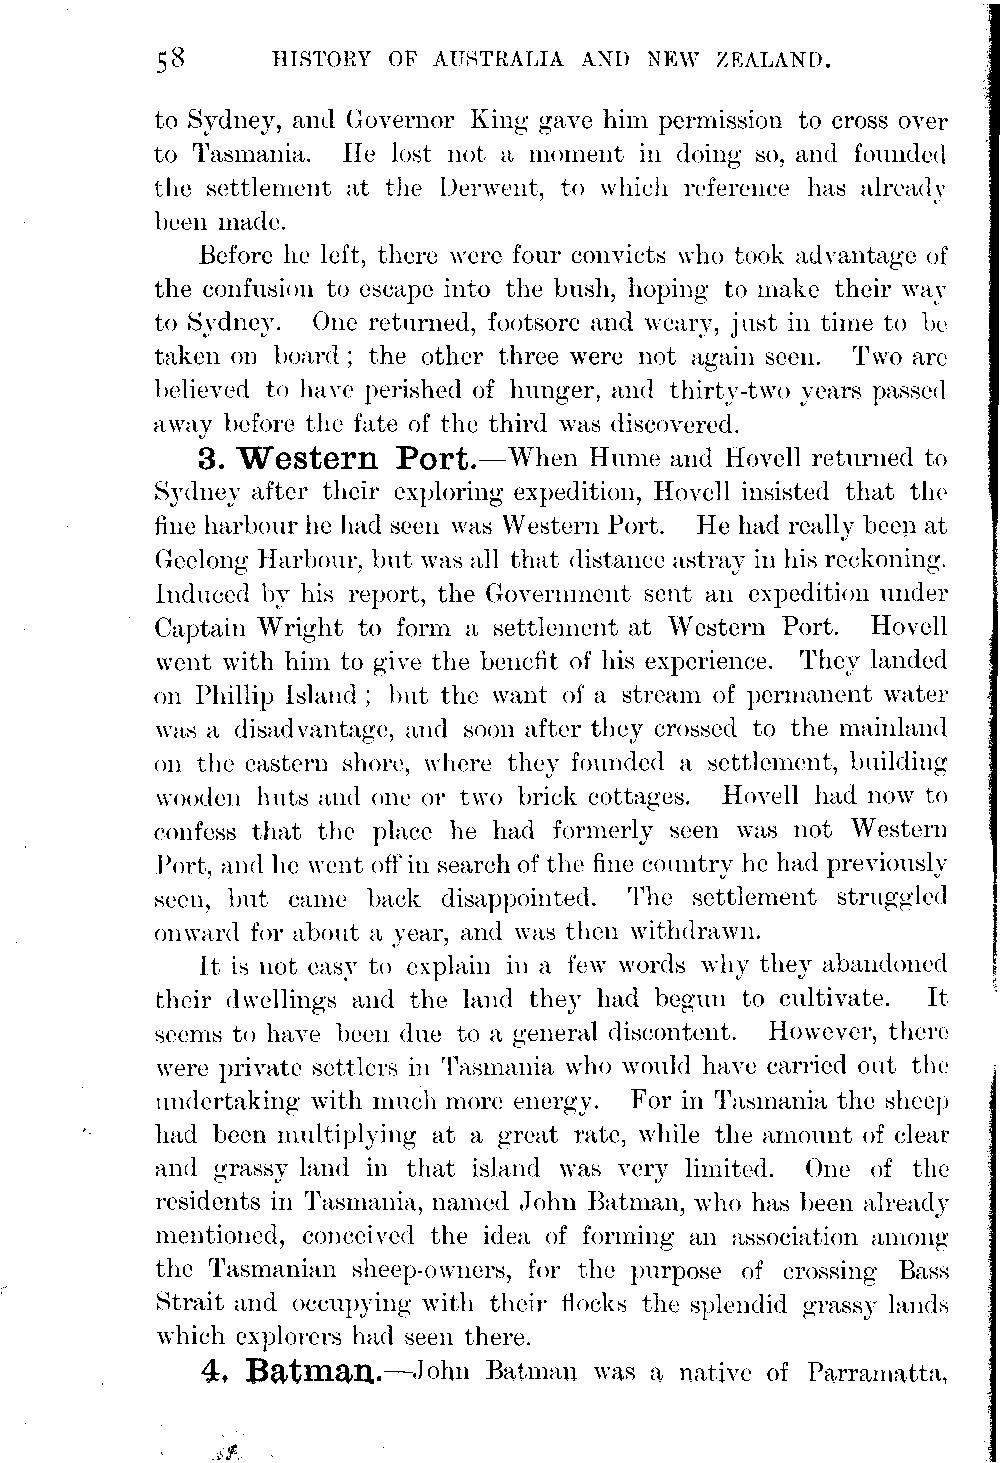 58 HISTORY OF AUSTRALIA AND NEW ZEALAND.
to Sydney, and Governor King gave him permission to cross over
to Tasmania. He lost not a moment in doing so, and founded
the settlement at the Derwent, to which reference has already
been made.
Before he left, there were four convicts who took advantage of
the confusion to escape into the bush, hoping to make their way
to Sydney. One returned, footsore and weary, just in time to be
taken on board; the other three were not again seen. Two are
believed to have perished of hunger, and thirty-two years passed
away before the fate of the third was discovered.
3. Western Port.—When Hume and Hovell returned to
Sydney after their exploring expedition, Hovell insisted that the
fine harbour he had seen was Western Port. He had really been at
Geelong Harbour, but was all that distance astray in his reckoning.
Induced by his report, the Government sent an expedition under
Captain Wright to form a settlement at Western Port. Hovell
went with him to give the benefit of his experience. They landed
on Phillip Island; but the want of a stream of permanent water
was a disadvantage, and soon after they crossed to the mainland
on the eastern shore, where they founded a settlement, building
wooden huts and one or two brick cottages. Hovell had now to
confess that the place he had formerly seen was not Western
Port, and he went off in search of the fine country he had previously
seen, but came back disappointed. The settlement struggled
onward for about a year, and was then withdrawn.
It is not easy to explain in a few words why they abandoned
their dwellings and the land they had begun to cultivate. It
seems to have been due to a general discontent. However, there
were private settlers in Tasmania who would have carried out the
undertaking with much more energy. For in Tasmania the sheep
had been multiplying at a great rate, while the amount of clear
and grassy land in that island was very limited. One of the
residents in Tasmania, named John Batman, who has been already
mentioned, conceived the idea of forming an association among
the Tasmanian sheep-owners, for the purpose of crossing Bass
Strait and occupying with their flocks the splendid grassy lands
which explorers had seen there.
4. Batman.—John Batman was a native of Parramatta,